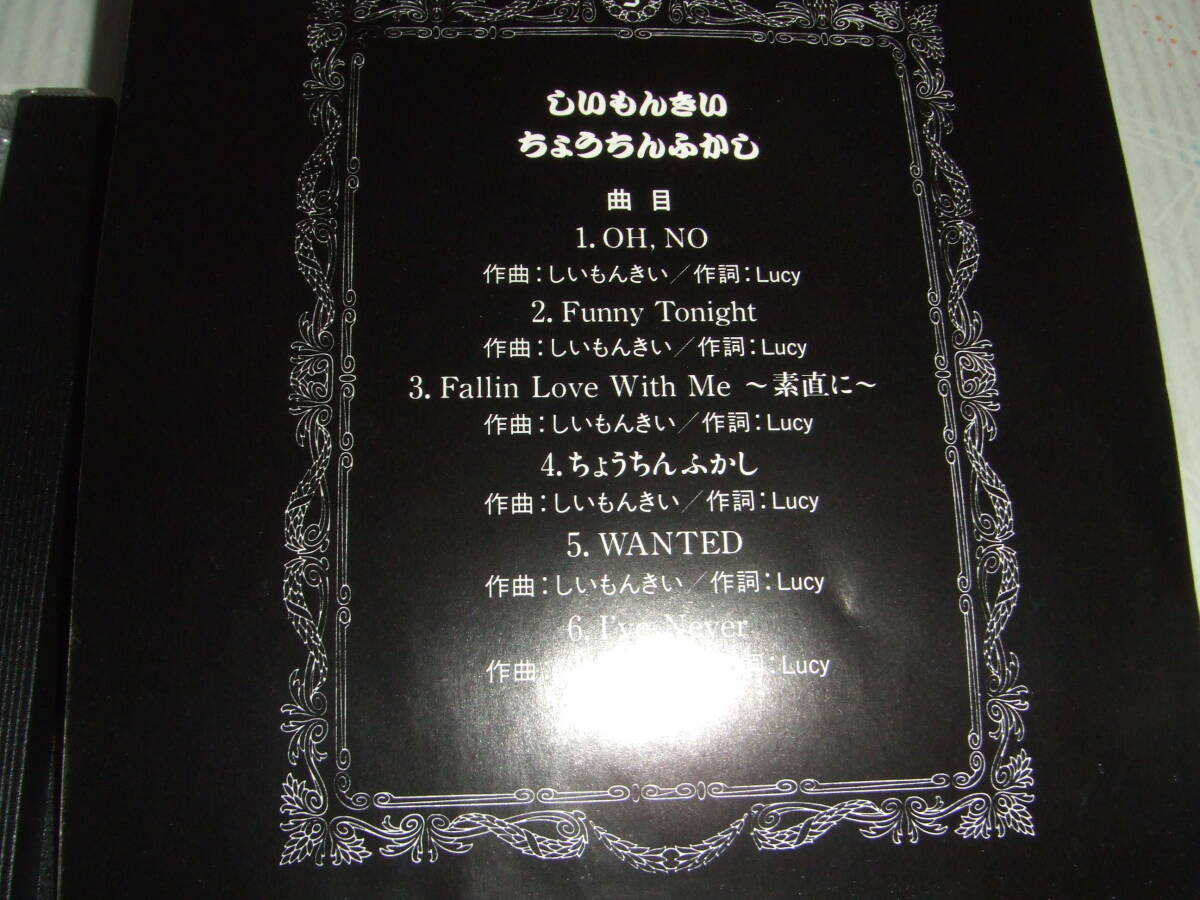 しいもんきい
ちょうちんふかし
曲目
1. OH, NO
作曲：しいもんきい／作詞：Lucy
2. Funny Tonight
作曲：しいもんきい／作詞：Lucy
3. Fallin Love With Me ～素直に～
作曲：しいもんきい／作詞：Lucy
4. ちょうちんふかし
作曲：しいもんきい／作詞：Lucy
5. WANTED
作曲：しいもんきい／作詞：Lucy
6. I've Never
作曲： 詞：Lucy